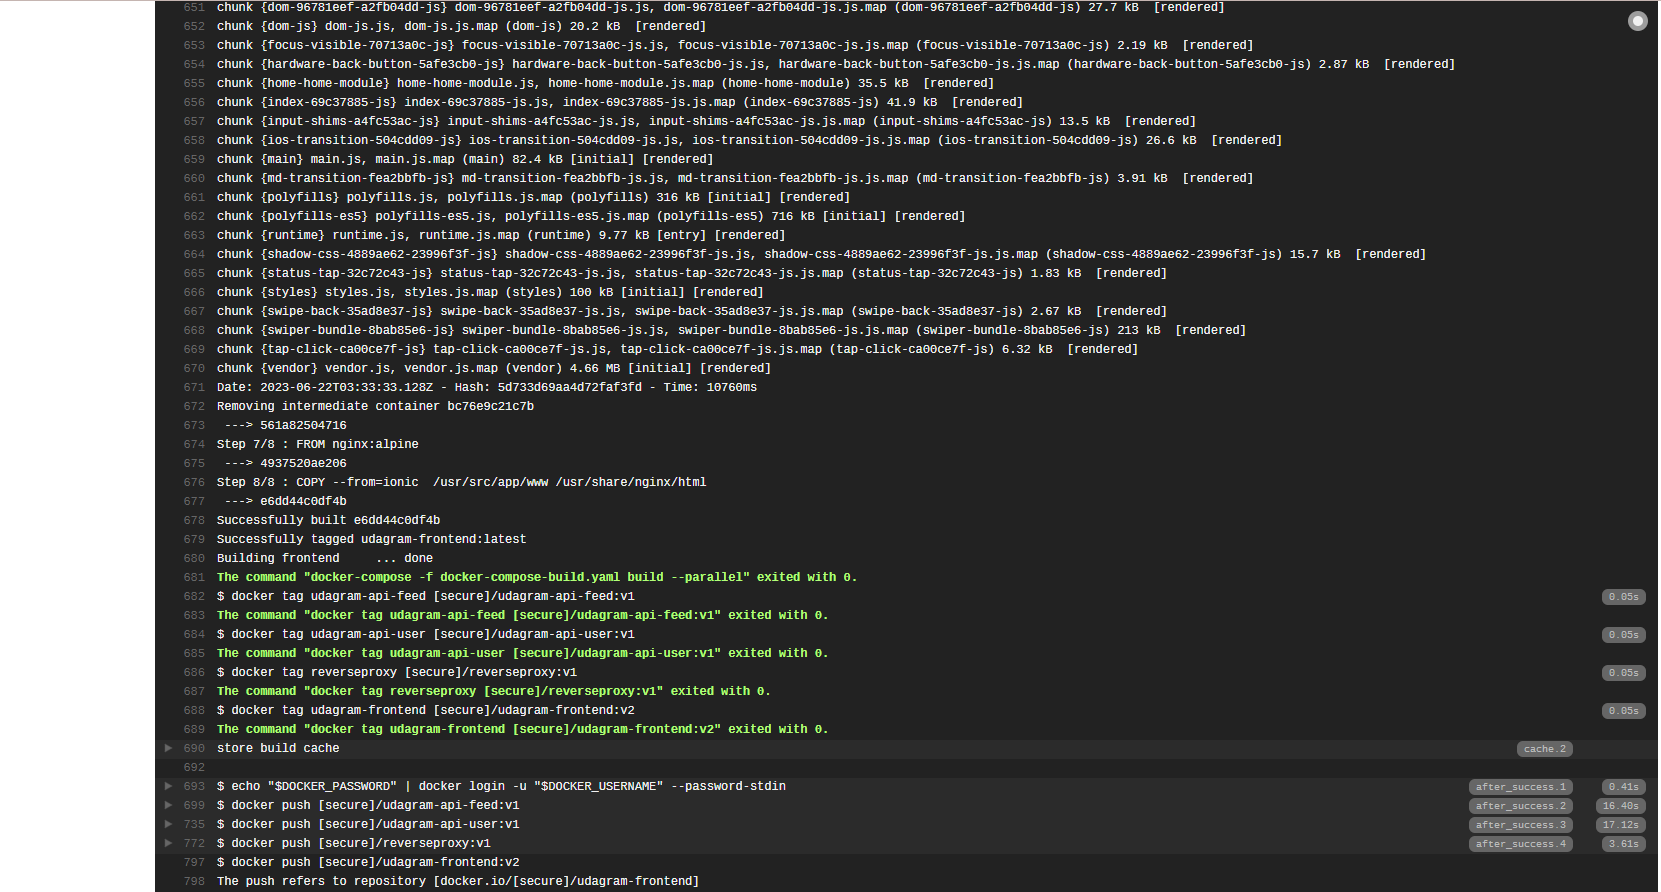 651 chunk {dom-96781eef-a2fb04dd-js} dom-96781eef-a2fb04dd-js.js, dom-96781eef-a2fb04dd-js.js.map (dom-96781eef-a2fb04dd-js) 27.7 kB  [rendered]
652 chunk {dom-js} dom-js.js, dom-js.js.map (dom-js) 20.2 kB  [rendered]
653 chunk {focus-visible-70713a0c-js} focus-visible-70713a0c-js.js, focus-visible-70713a0c-js.js.map (focus-visible-70713a0c-js) 2.19 kB  [rendered]
654 chunk {hardware-back-button-5afe3cb0-js} hardware-back-button-5afe3cb0-js.js, hardware-back-button-5afe3cb0-js.js.map (hardware-back-button-5afe3cb0-js) 2.87 kB  [rendered]
655 chunk {home-home-module} home-home-module.js, home-home-module.js.map (home-home-module) 35.5 kB  [rendered]
656 chunk {index-69c37885-js} index-69c37885-js.js, index-69c37885-js.js.map (index-69c37885-js) 41.9 kB  [rendered]
657 chunk {input-shims-a4fc53ac-js} input-shims-a4fc53ac-js.js, input-shims-a4fc53ac-js.js.map (input-shims-a4fc53ac-js) 13.5 kB  [rendered]
658 chunk {ios-transition-504cdd09-js} ios-transition-504cdd09-js.js, ios-transition-504cdd09-js.js.map (ios-transition-504cdd09-js) 26.6 kB  [rendered]
659 chunk {main} main.js, main.js.map (main) 82.4 kB [initial] [rendered]
660 chunk {md-transition-fea2bbfb-js} md-transition-fea2bbfb-js.js, md-transition-fea2bbfb-js.js.map (md-transition-fea2bbfb-js) 3.91 kB  [rendered]
661 chunk {polyfills} polyfills.js, polyfills.js.map (polyfills) 316 kB [initial] [rendered]
662 chunk {polyfills-es5} polyfills-es5.js, polyfills-es5.js.map (polyfills-es5) 716 kB [initial] [rendered]
663 chunk {runtime} runtime.js, runtime.js.map (runtime) 9.77 kB [entry] [rendered]
664 chunk {shadow-css-4889ae62-23996f3f-js} shadow-css-4889ae62-23996f3f-js.js, shadow-css-4889ae62-23996f3f-js.js.map (shadow-css-4889ae62-23996f3f-js) 15.7 kB  [rendered]
665 chunk {status-tap-32c72c43-js} status-tap-32c72c43-js.js, status-tap-32c72c43-js.js.map (status-tap-32c72c43-js) 1.83 kB  [rendered]
666 chunk {styles} styles.js, styles.js.map (styles) 100 kB [initial] [rendered]
667 chunk {swipe-back-35ad8e37-js} swipe-back-35ad8e37-js.js, swipe-back-35ad8e37-js.js.map (swipe-back-35ad8e37-js) 2.67 kB  [rendered]
668 chunk {swiper-bundle-8bab85e6-js} swiper-bundle-8bab85e6-js.js, swiper-bundle-8bab85e6-js.js.map (swiper-bundle-8bab85e6-js) 213 kB  [rendered]
669 chunk {tap-click-ca00ce7f-js} tap-click-ca00ce7f-js.js, tap-click-ca00ce7f-js.js.map (tap-click-ca00ce7f-js) 6.32 kB  [rendered]
670 chunk {vendor} vendor.js, vendor.js.map (vendor) 4.66 MB [initial] [rendered]
671 Date: 2023-06-22T03:33:33.128Z - Hash: 5d733d69aa4d72faf3fd - Time: 10760ms
672 Removing intermediate container bc76e9c21c7b
673  ---> 561a82504716
674 Step 7/8 : FROM nginx:alpine
675  ---> 4937520ae206
676 Step 8/8 : COPY --from=ionic  /usr/src/app/www /usr/share/nginx/html
677  ---> e6dd44c0df4b
678 Successfully built e6dd44c0df4b
679 Successfully tagged udagram-frontend:latest
680 Building frontend     ... done
681 The command "docker-compose -f docker-compose-build.yaml build --parallel" exited with 0.
682 $ docker tag udagram-api-feed [secure]/udagram-api-feed:v1 0.05s
683 The command "docker tag udagram-api-feed [secure]/udagram-api-feed:v1" exited with 0.
684 $ docker tag udagram-api-user [secure]/udagram-api-user:v1 0.05s
685 The command "docker tag udagram-api-user [secure]/udagram-api-user:v1" exited with 0.
686 $ docker tag reverseproxy [secure]/reverseproxy:v1 0.05s
687 The command "docker tag reverseproxy [secure]/reverseproxy:v1" exited with 0.
688 $ docker tag udagram-frontend [secure]/udagram-frontend:v2 0.05s
689 The command "docker tag udagram-frontend [secure]/udagram-frontend:v2" exited with 0.
690 store build cache cache.2
692
693 $ echo "$DOCKER_PASSWORD" | docker login -u "$DOCKER_USERNAME" --password-stdin after_success.1 0.41s
699 $ docker push [secure]/udagram-api-feed:v1 after_success.2 16.40s
735 $ docker push [secure]/udagram-api-user:v1 after_success.3 17.12s
772 $ docker push [secure]/reverseproxy:v1 after_success.4 3.61s
797 $ docker push [secure]/udagram-frontend:v2
798 The push refers to repository [docker.io/[secure]/udagram-frontend]